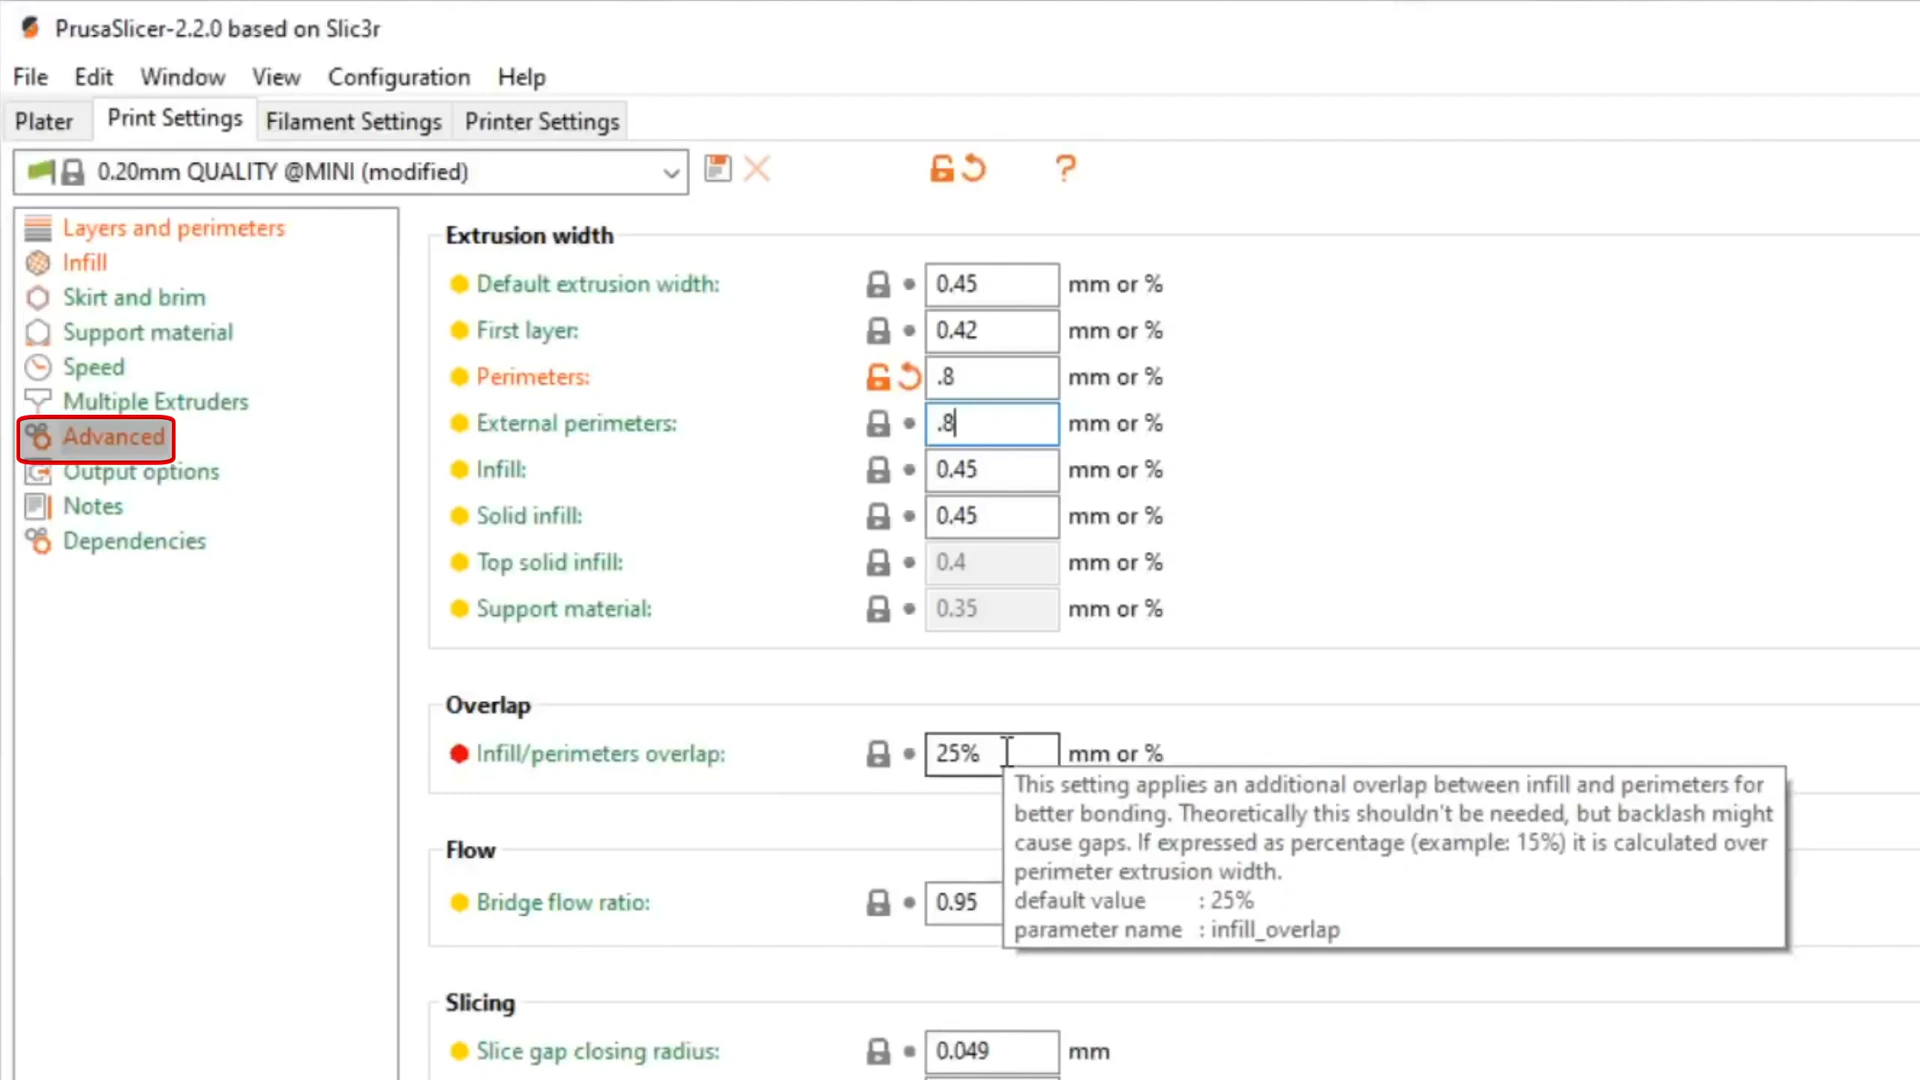 PrusaSlicer-2.2.0 based on Slic3r
File Edit Window View Configuration Help
Plater Print Settings Filament Settings Printer Settings
0.20mm QUALITY @MINI (modified)
?
Layers and perimeters
Infill
Skirt and brim
Support material
Speed
Multiple Extruders
Advanced
Output options
Notes
Dependencies
Extrusion width
Default extrusion width: 0.45 mm or %
First layer: 0.42 mm or %
Perimeters: .8 mm or %
External perimeters: .8 mm or %
Infill: 0.45 mm or %
Solid infill: 0.45 mm or %
Top solid infill: 0.4 mm or %
Support material: 0.35 mm or %
Overlap
Infill/perimeters overlap: 25% mm or %
This setting applies an additional overlap between infill and perimeters for
better bonding. Theoretically this shouldn't be needed, but backlash might
cause gaps. If expressed as percentage (example: 15%) it is calculated over
perimeter extrusion width.
default value : 25%
parameter name : infill_overlap
Flow
Bridge flow ratio: 0.95
Slicing
Slice gap closing radius: 0.049 mm